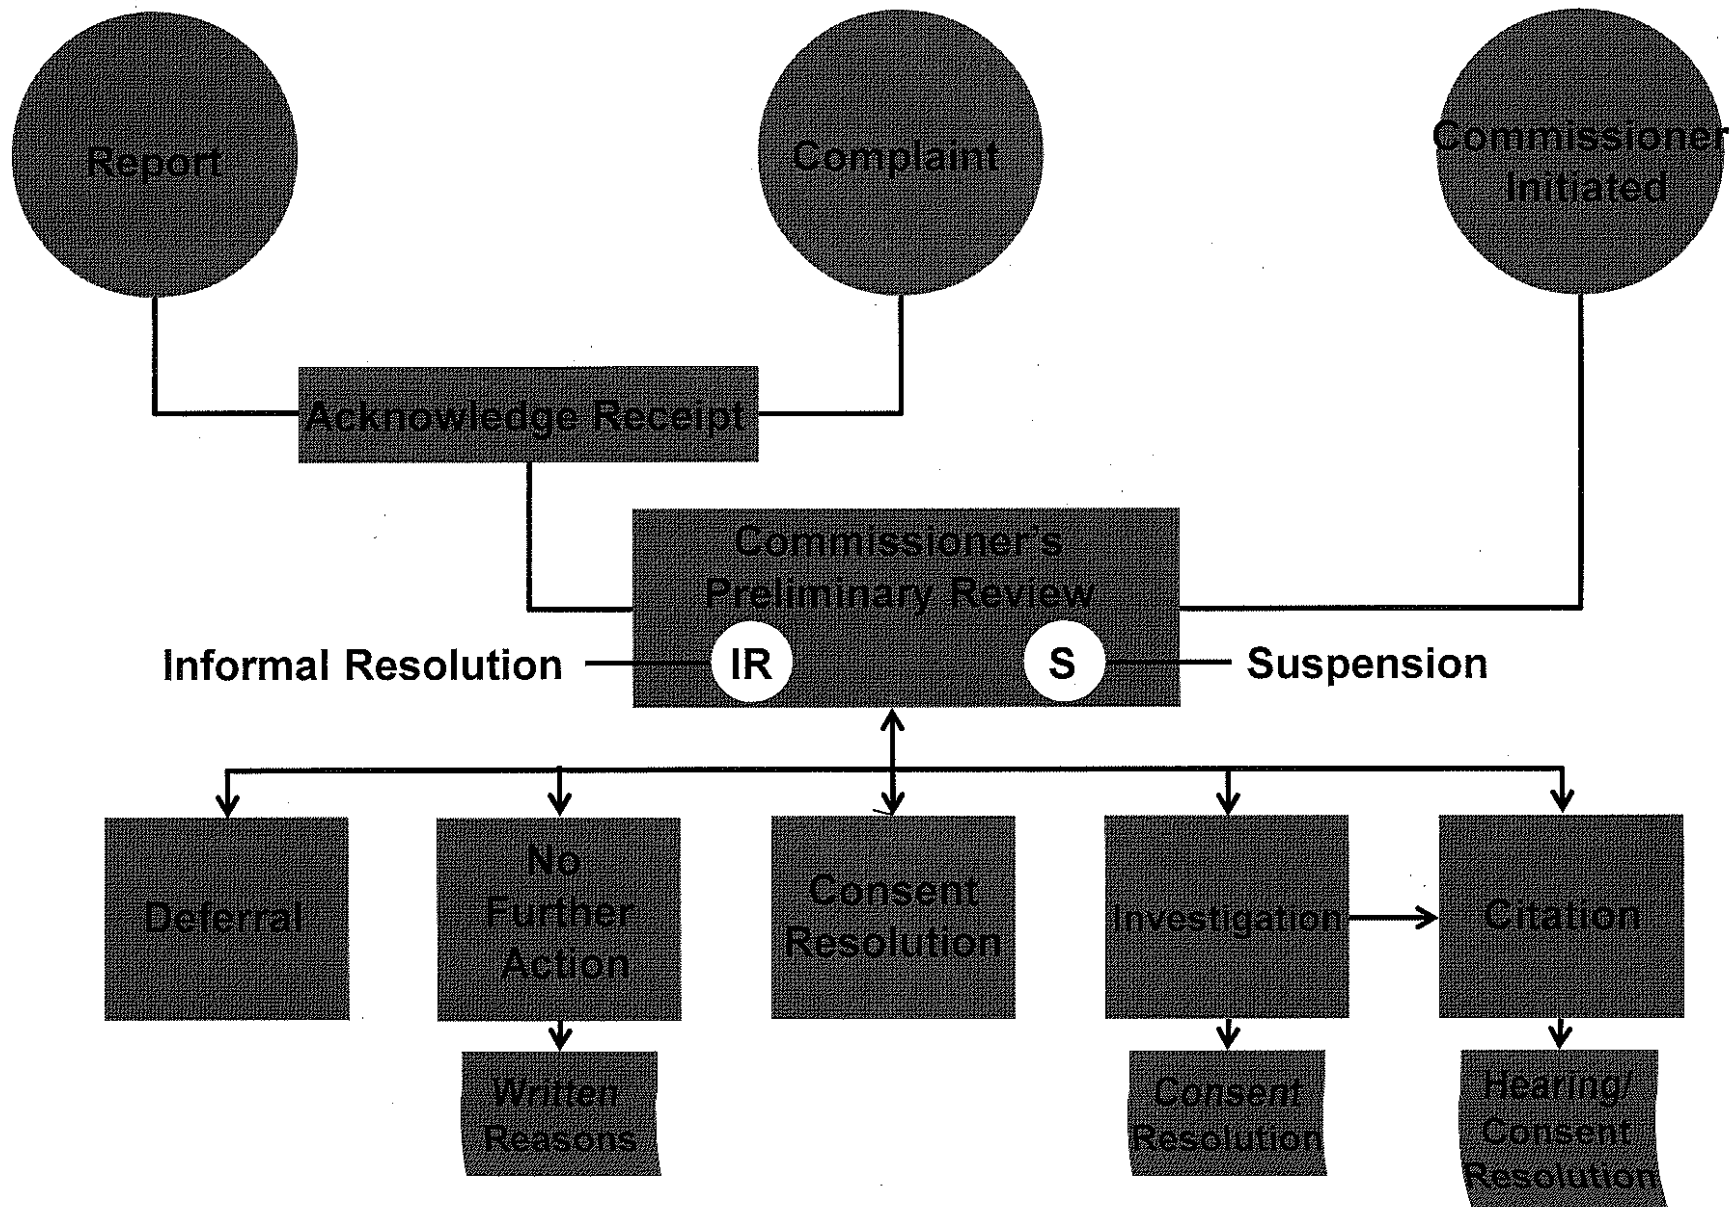 Report
Complaint
Commissioner
Initiated
Acknowledge Receipt
Commissioner's
Preliminary Review
Informal Resolution
IR
S
Suspension
Deferral
No
Further
Action
Consent
Resolution
Investigation
Citation
Written
Reasons
Consent
Resolution
Hearing/
Consent
Resolution